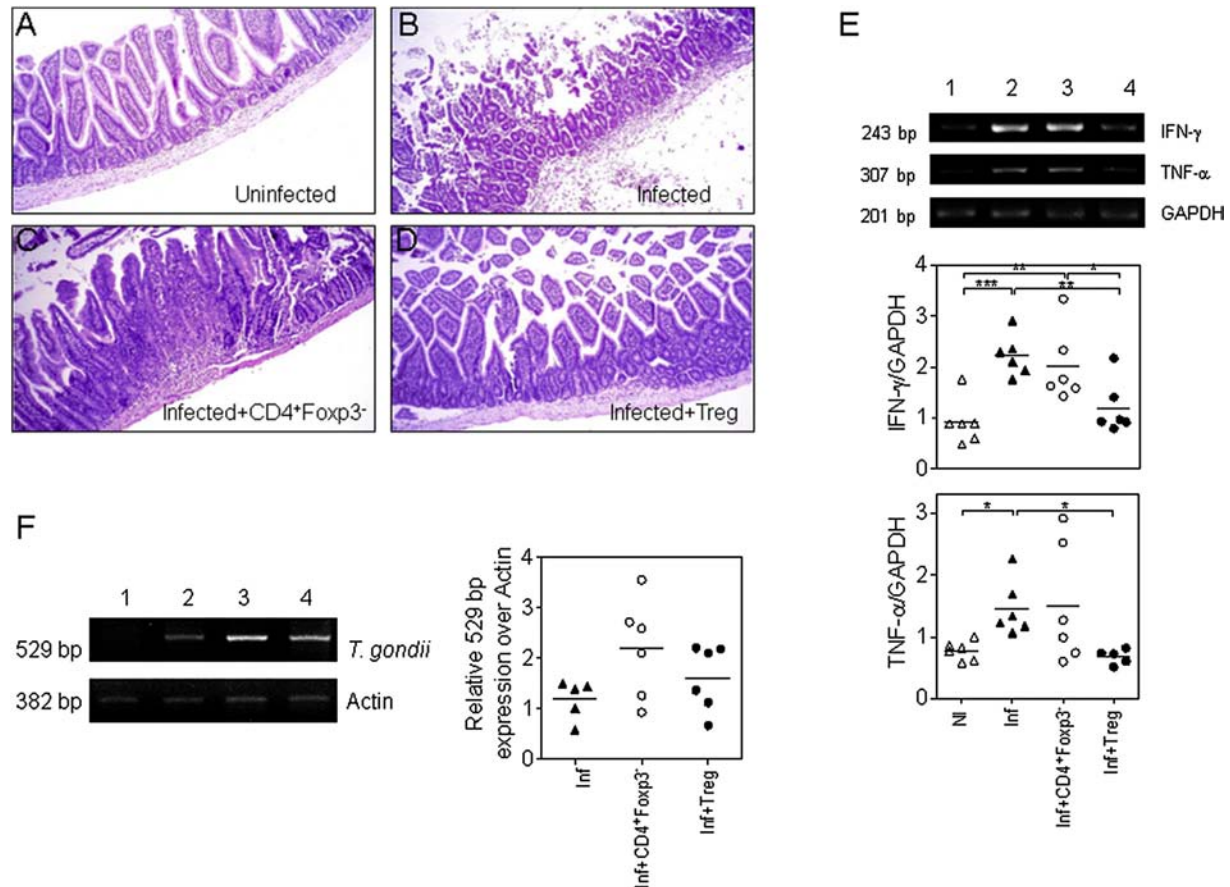 A
Uninfected
B
Infected
C
Infected+CD4⁺Foxp3⁻
D
Infected+Treg
E
1 2 3 4
243 bp IFN-γ
307 bp TNF-α
201 bp GAPDH
** *
*** **
IFN-γ/GAPDH
4
3
2
1
0
* *
TNF-α/GAPDH
3
2
1
0
NI
Inf
Inf+CD4⁺Foxp3⁻
Inf+Treg
F
1 2 3 4
529 bp T. gondii
382 bp Actin
Relative 529 bp
expression over Actin
4
3
2
1
0
Inf
Inf+CD4⁺Foxp3⁻
Inf+Treg